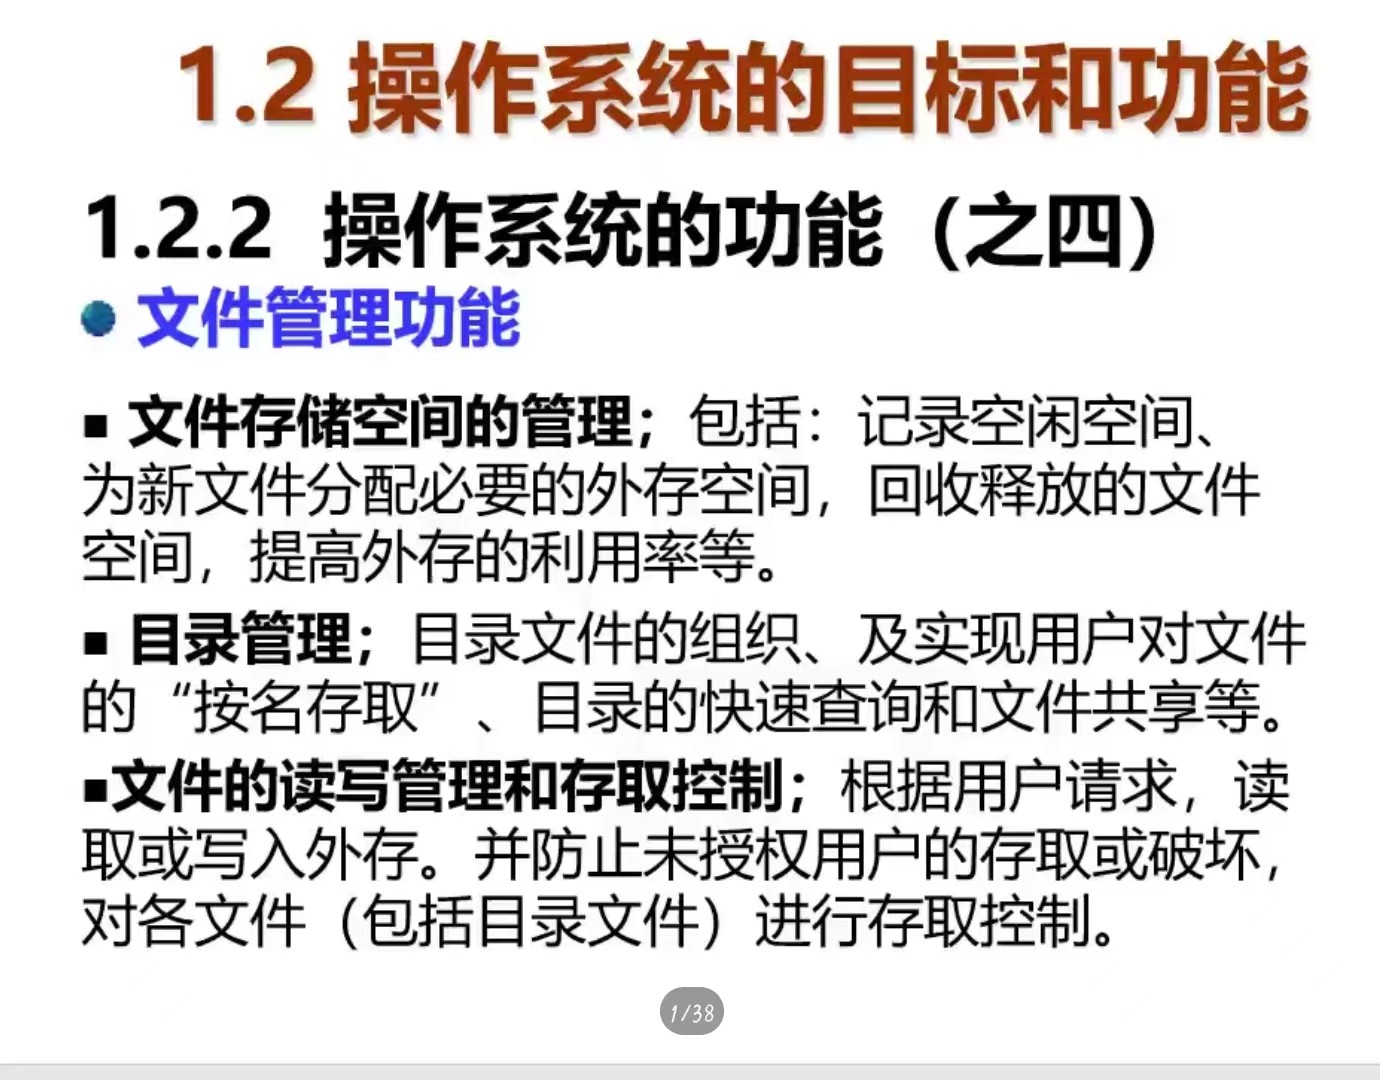 1.2 操作系统的目标和功能
1.2.2 操作系统的功能（之四）
文件管理功能
■ 文件存储空间的管理；包括：记录空闲空间、
为新文件分配必要的外存空间，回收释放的文件
空间，提高外存的利用率等。
■ 目录管理；目录文件的组织、及实现用户对文件
的“按名存取”、目录的快速查询和文件共享等。
■文件的读写管理和存取控制；根据用户请求，读
取或写入外存。并防止未授权用户的存取或破坏，
对各文件（包括目录文件）进行存取控制。
1/38